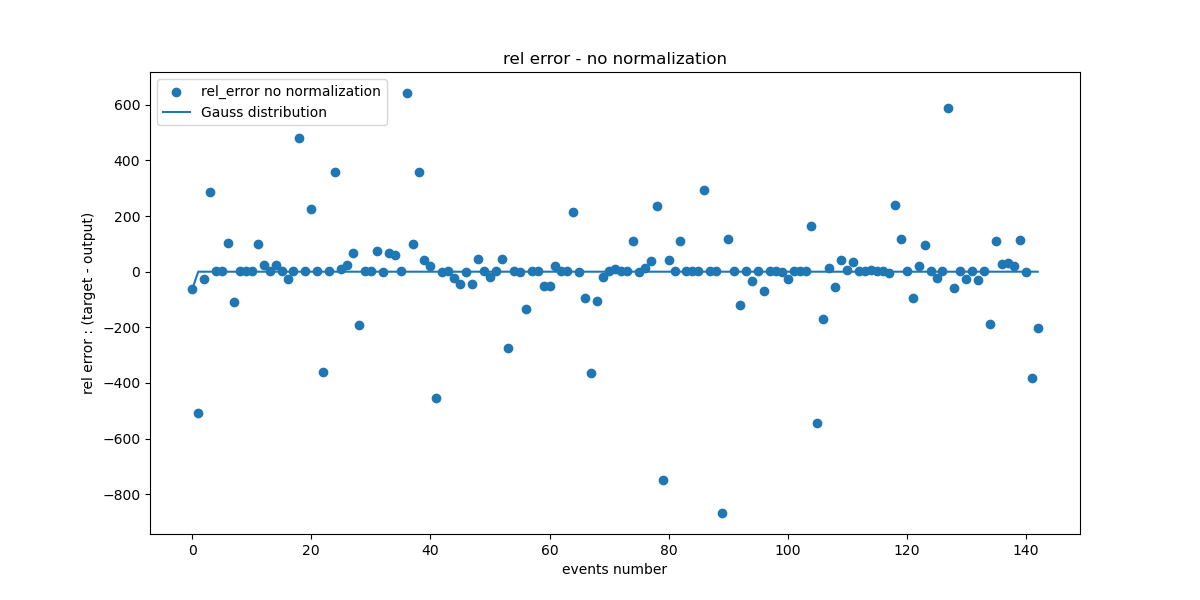 rel error - no normalization
rel_error no normalization
Gauss distribution
rel error : (target - output)
600
400
200
0
−200
−400
−600
−800
0 20 40 60 80 100 120 140
events number